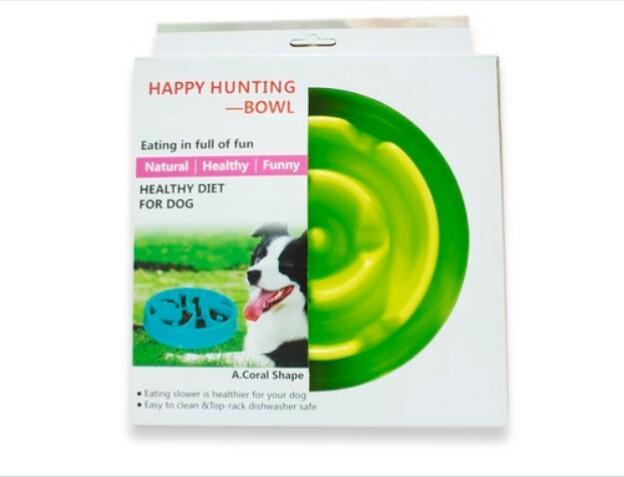 HAPPY HUNTING
—BOWL
Eating in full of fun
Natural | Healthy | Funny
HEALTHY DIET
FOR DOG
A.Coral Shape
• Eating slower is healthier for your dog
• Easy to clean &Top-rack dishwasher safe